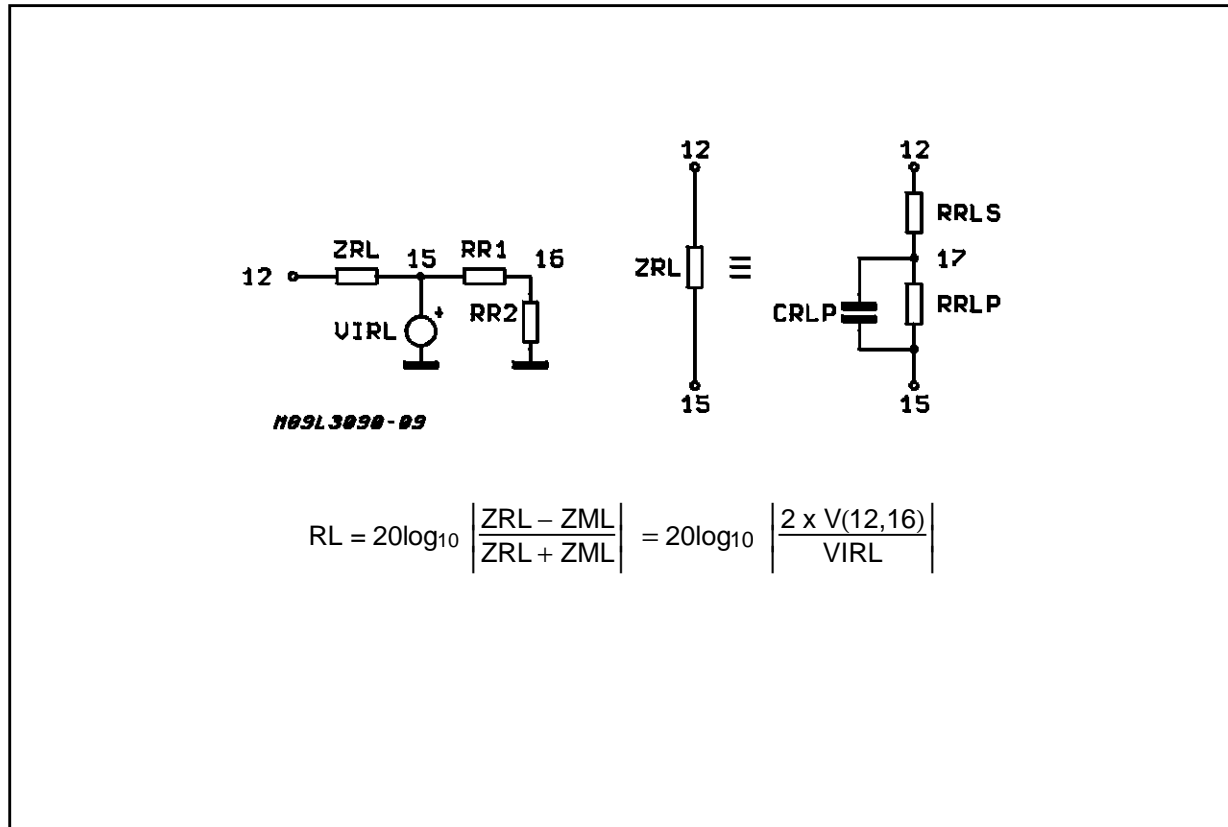 12 ZRL 15 RR1 16
VIRL + RR2
M89L3090-09
12
ZRL ≡
15
12
RRLS
17
CRLP RRLP
15
RL = 20log10 |ZRL − ZML / ZRL + ZML| = 20log10 |2 x V(12,16) / VIRL|